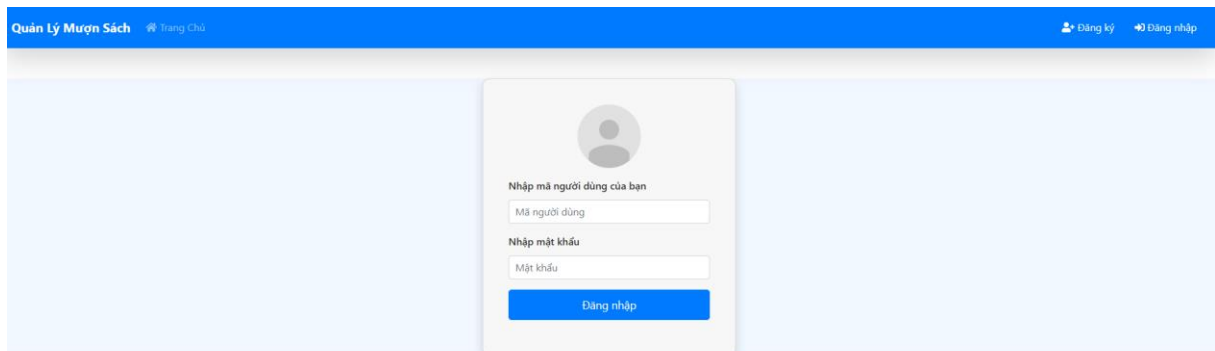 Quản Lý Mượn Sách Trang Chủ Đăng ký Đăng nhập
Nhập mã người dùng của bạn
Mã người dùng
Nhập mật khẩu
Mật khẩu
Đăng nhập